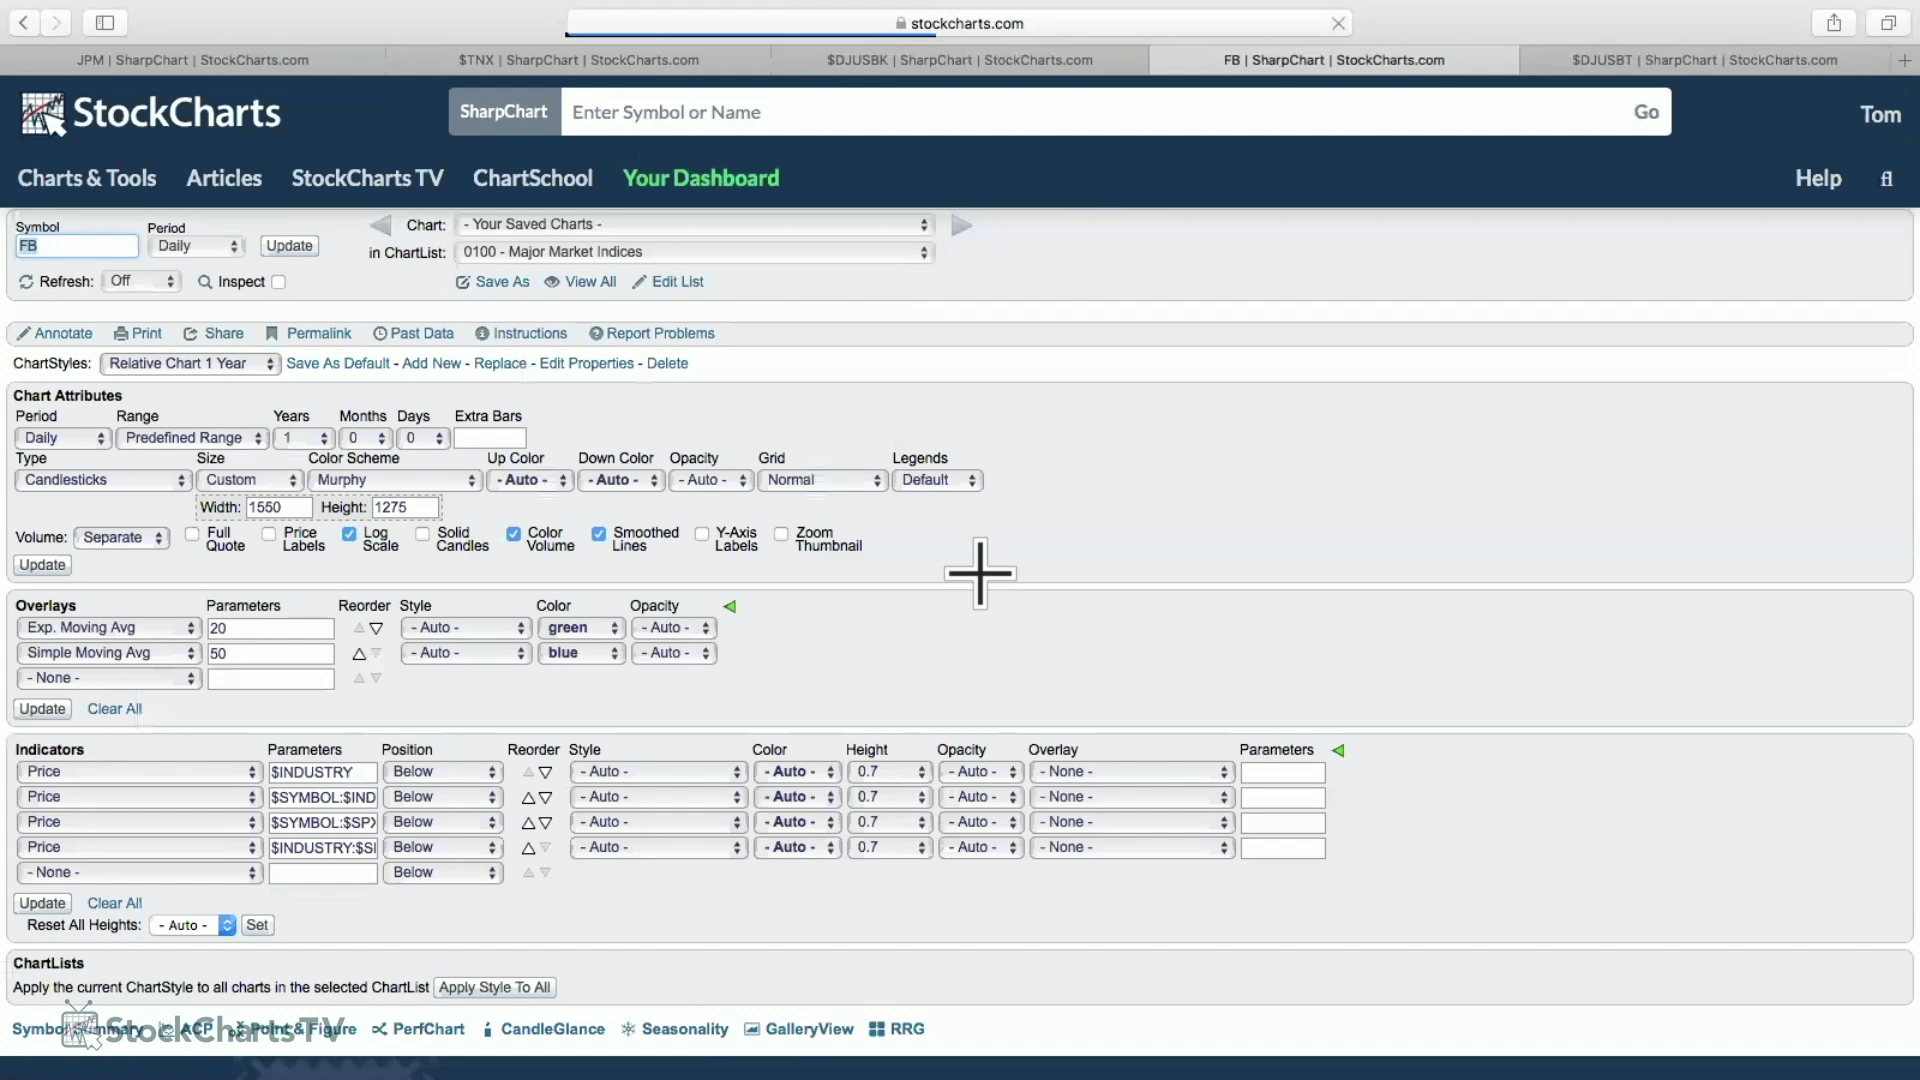 stockcharts.com
JPM | SharpChart | StockCharts.com
$TNX | SharpChart | StockCharts.com
$DJUSBK | SharpChart | StockCharts.com
FB | SharpChart | StockCharts.com
$DJUSBT | SharpChart | StockCharts.com
StockCharts
SharpChart Enter Symbol or Name Go
Tom
Charts & Tools Articles StockCharts TV ChartSchool Your Dashboard Help
Symbol Period
FB Daily Update
Chart: - Your Saved Charts -
in ChartList: 0100 - Major Market Indices
Refresh: Off Inspect
Save As View All Edit List
Annotate Print Share Permalink Past Data Instructions Report Problems
ChartStyles: Relative Chart 1 Year Save As Default - Add New - Replace - Edit Properties - Delete
Chart Attributes
Period Range Years Months Days Extra Bars
Daily Predefined Range 1 0 0
Type Size Color Scheme Up Color Down Color Opacity Grid Legends
Candlesticks Custom Murphy - Auto - - Auto - - Auto - Normal Default
Width: 1550 Height: 1275
Volume: Separate Full Quote Price Labels Log Scale Solid Candles Color Volume Smoothed Lines Y-Axis Labels Zoom Thumbnail
Update
Overlays Parameters Reorder Style Color Opacity
Exp. Moving Avg 20 - Auto - green - Auto -
Simple Moving Avg 50 - Auto - blue - Auto -
- None -
Update Clear All
Indicators Parameters Position Reorder Style Color Height Opacity Overlay Parameters
Price $INDUSTRY Below - Auto - - Auto - 0.7 - Auto - - None -
Price $SYMBOL:$IND Below - Auto - - Auto - 0.7 - Auto - - None -
Price $SYMBOL:$SPX Below - Auto - - Auto - 0.7 - Auto - - None -
Price $INDUSTRY:$SI Below - Auto - - Auto - 0.7 - Auto - - None -
- None - Below
Update Clear All
Reset All Heights: - Auto - Set
ChartLists
Apply the current ChartStyle to all charts in the selected ChartList Apply Style To All
Symbol Summary ACP Point & Figure PerfChart CandleGlance Seasonality GalleryView RRG
StockChartsTV